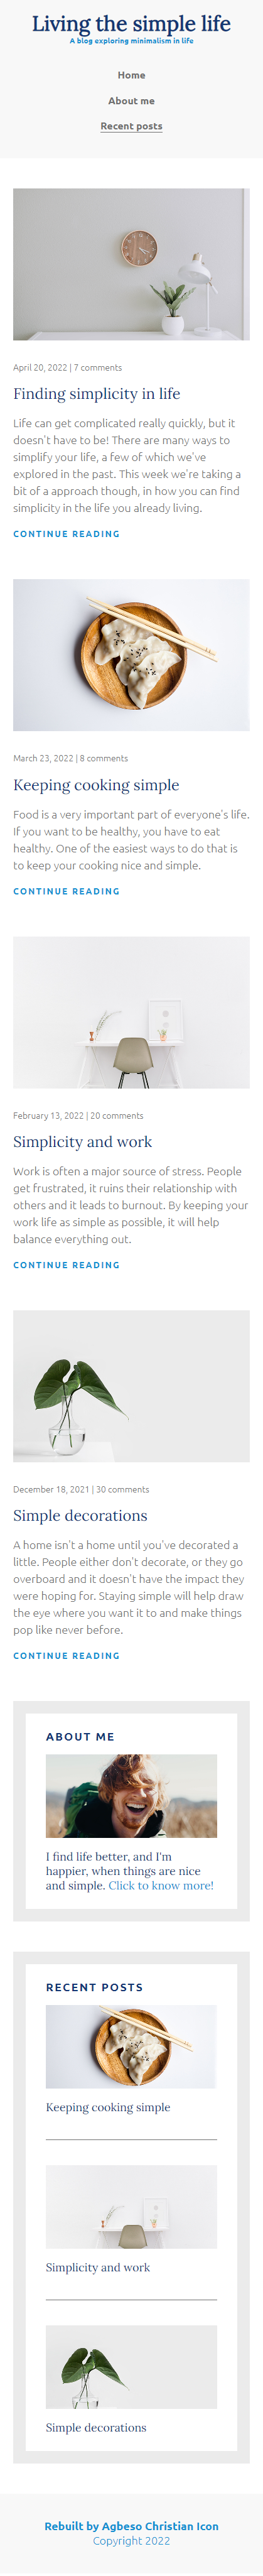 Living the simple life
A blog exploring minimalism in life
Home
About me
Recent posts
April 20, 2022 | 7 comments
Finding simplicity in life
Life can get complicated really quickly, but it
doesn't have to be! There are many ways to
simplify your life, a few of which we've
explored in the past. This week we're taking a
bit of a approach though, in how you can find
simplicity in the life you already living.
CONTINUE READING
March 23, 2022 | 8 comments
Keeping cooking simple
Food is a very important part of everyone's life.
If you want to be healthy, you have to eat
healthy. One of the easiest ways to do that is
to keep your cooking nice and simple.
CONTINUE READING
February 13, 2022 | 20 comments
Simplicity and work
Work is often a major source of stress. People
get frustrated, it ruins their relationship with
others and it leads to burnout. By keeping your
work life as simple as possible, it will help
balance everything out.
CONTINUE READING
December 18, 2021 | 30 comments
Simple decorations
A home isn't a home until you've decorated a
little. People either don't decorate, or they go
overboard and it doesn't have the impact they
were hoping for. Staying simple will help draw
the eye where you want it to and make things
pop like never before.
CONTINUE READING
ABOUT ME
I find life better, and I'm
happier, when things are nice
and simple. Click to know more!
RECENT POSTS
Keeping cooking simple
Simplicity and work
Simple decorations
Rebuilt by Agbeso Christian Icon
Copyright 2022